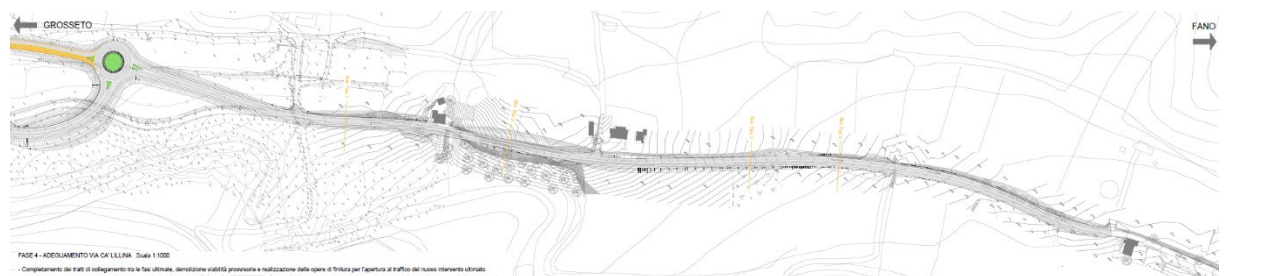 GROSSETO
FANO
FASE 4 - ADEGUAMENTO VIA CA' LILLINA Scala 1:1000
- Completamento dei tratti di collegamento tra le fasi ultimate, demolizione viabilità provvisorie e realizzazione delle opere di finitura per l'apertura al traffico del nuovo intervento ultimato.